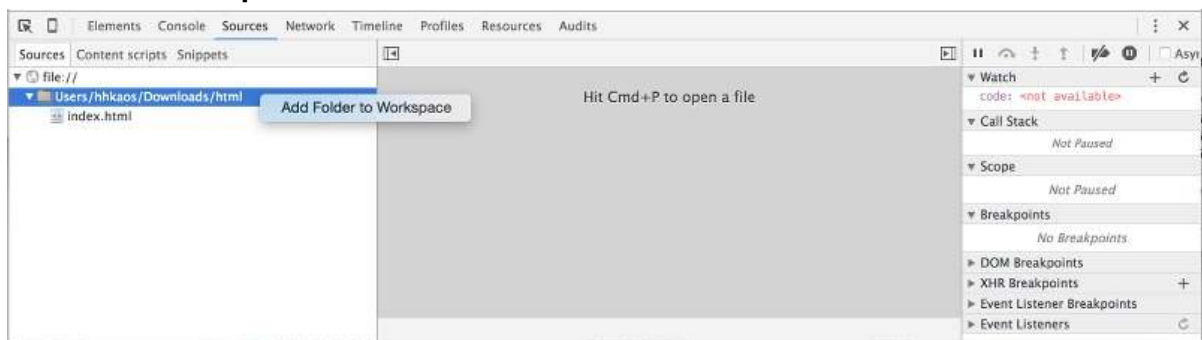 Elements Console Sources Network Timeline Profiles Resources Audits
Sources Content scripts Snippets
file://
Users/hhkaos/Downloads/html
index.html
Add Folder to Workspace
Hit Cmd+P to open a file
Watch
code: <not available>
Call Stack
Not Paused
Scope
Not Paused
Breakpoints
No Breakpoints
DOM Breakpoints
XHR Breakpoints
Event Listener Breakpoints
Event Listeners